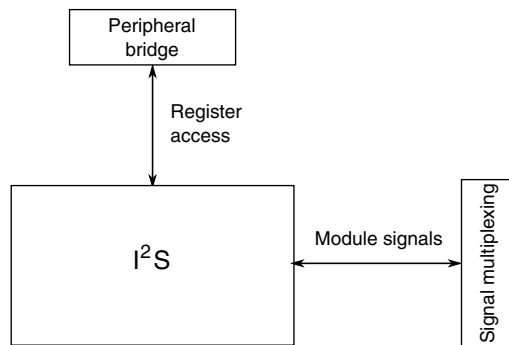 Peripheral
bridge
Register
access
I²S
Module signals
Signal multiplexing